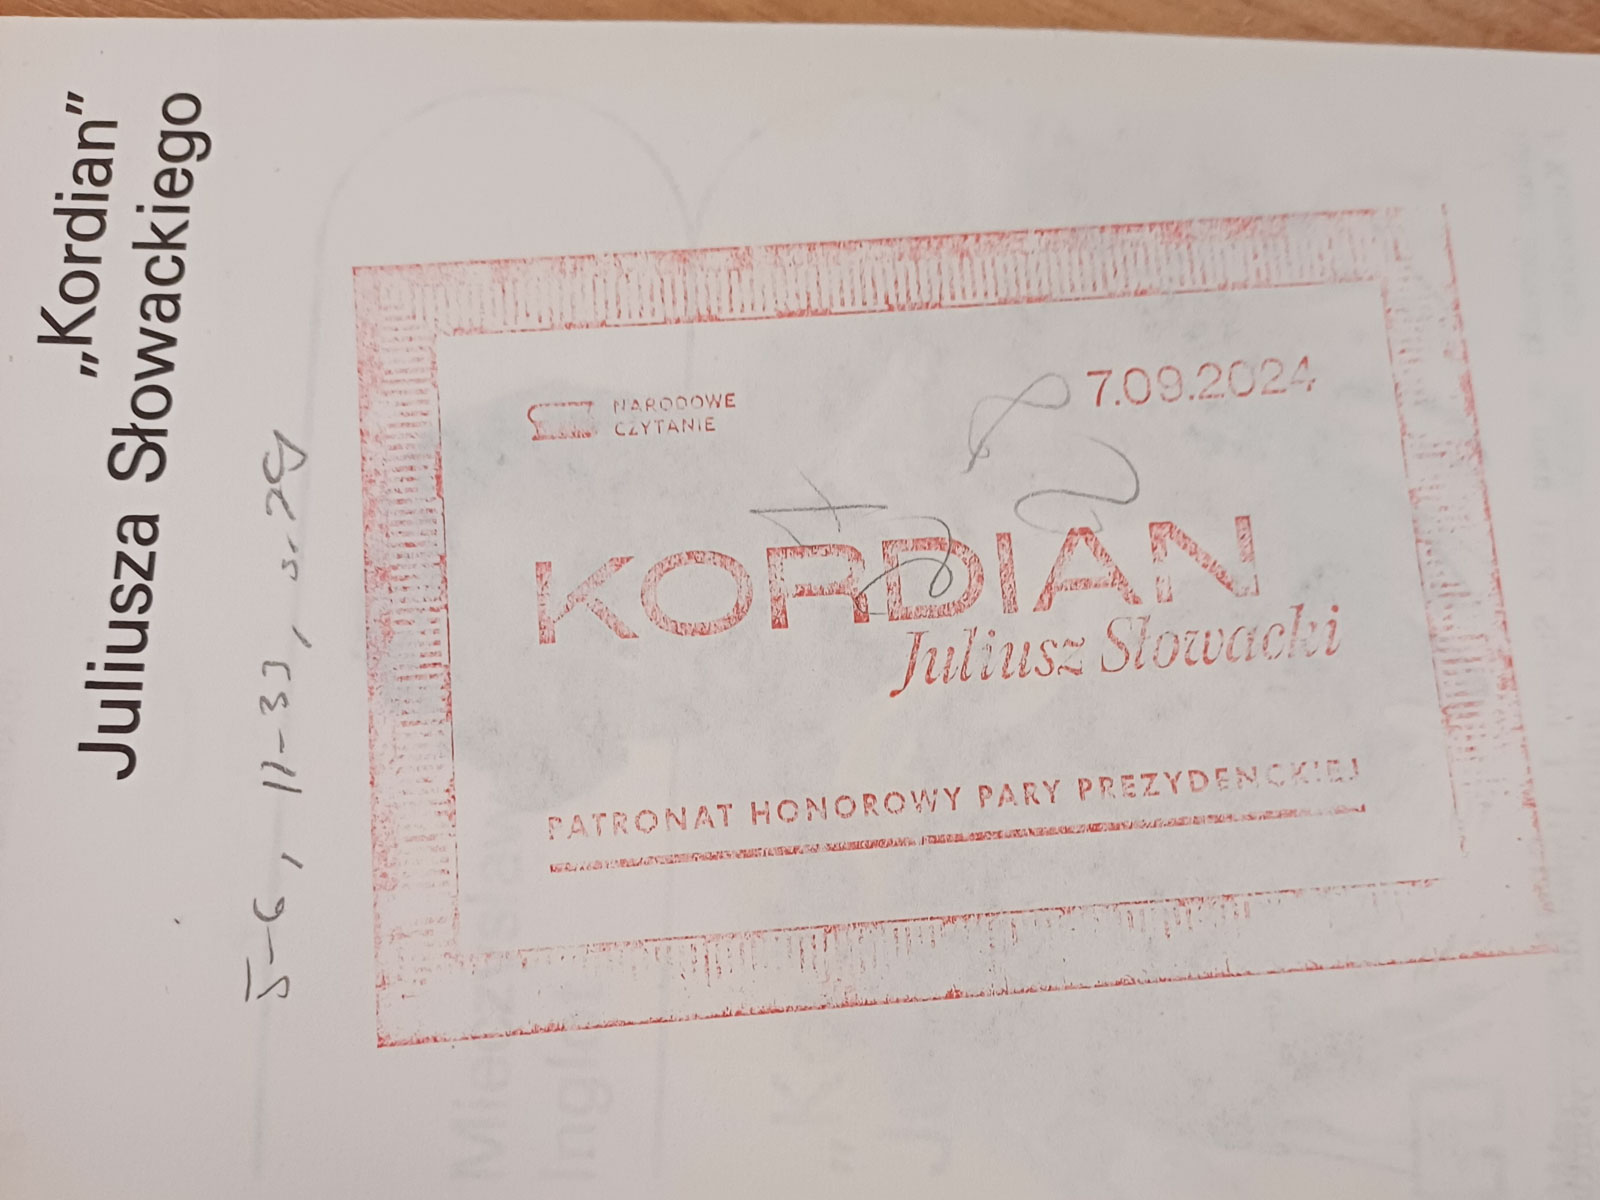 „Kordian”
Juliusza Słowackiego
5-6, 11-33, s. 29
NARODOWE
CZYTANIE
7.09.2024
KORDIAN
Juliusz Słowacki
PATRONAT HONOROWY PARY PREZYDENCKIEJ